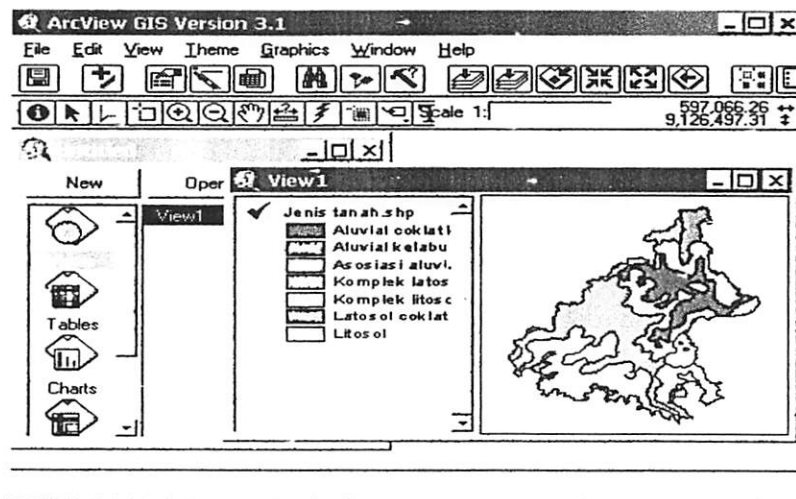 ArcView GIS Version 3.1
File Edit View Theme Graphics Window Help
Scale 1:
597,066.26
9,126,497.31
New Oper
View1
Tables
Charts
View1
Jenis tanah.shp
Aluvial coklat
Aluvial kelabu
Asosiasi aluvi.
Komplek latos
Komplek litosc
Latosol coklat
Litosol